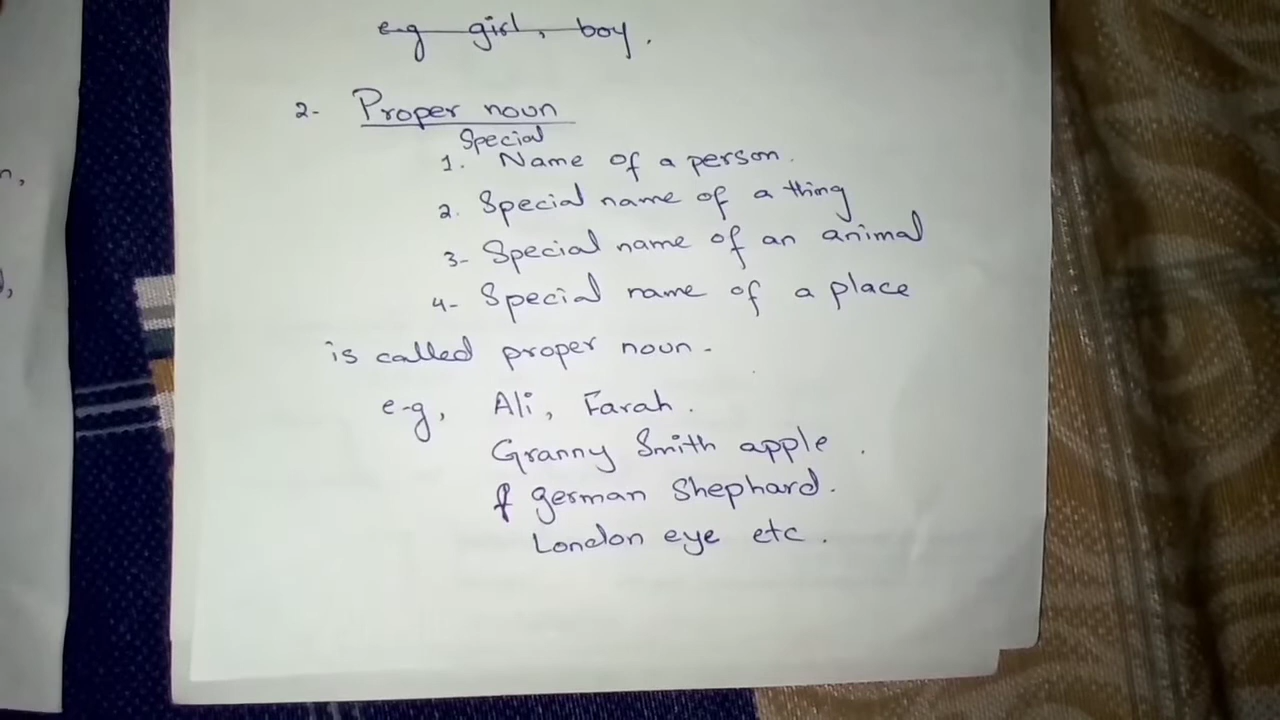 e-g girl, boy.
2- Proper noun
Special
1. Name of a person.
2. Special name of a thing
3- Special name of an animal
4- Special name of a place
is called proper noun -
e-g, Ali, Farah.
Granny Smith apple.
german Shephard.
London eye etc.